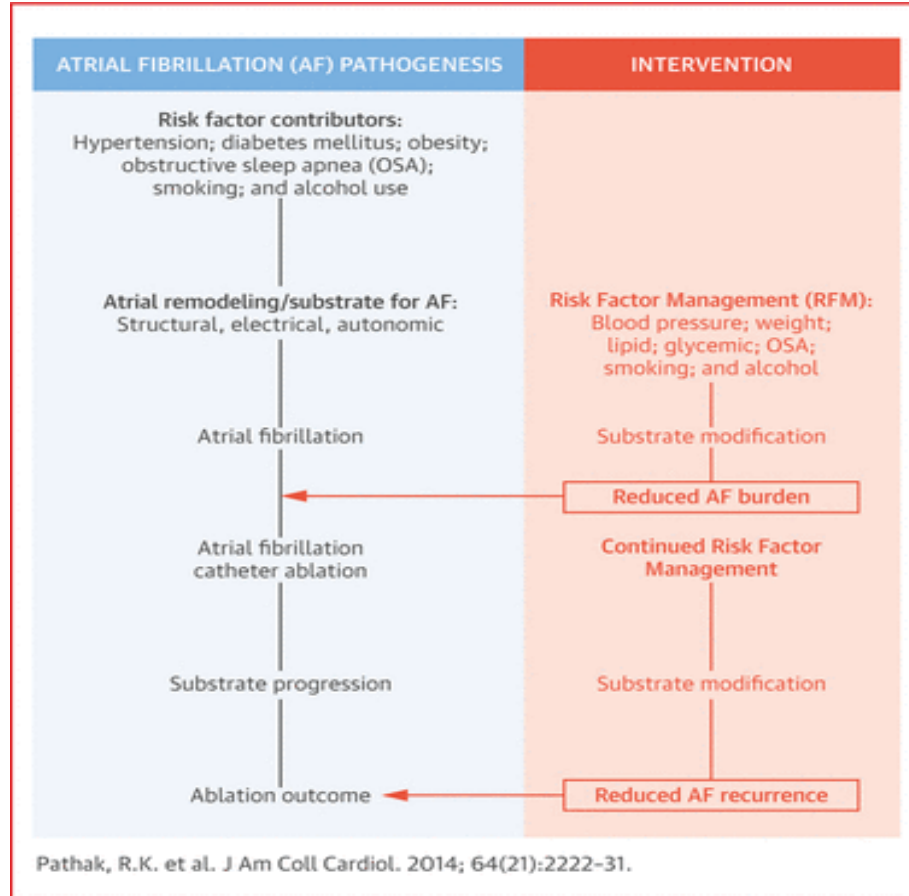 ATRIAL FIBRILLATION (AF) PATHOGENESIS
INTERVENTION
Risk factor contributors:
Hypertension; diabetes mellitus; obesity;
obstructive sleep apnea (OSA);
smoking; and alcohol use
Atrial remodeling/substrate for AF:
Structural, electrical, autonomic
Risk Factor Management (RFM):
Blood pressure; weight;
lipid; glycemic; OSA;
smoking; and alcohol
Atrial fibrillation
Substrate modification
Reduced AF burden
Atrial fibrillation
catheter ablation
Continued Risk Factor
Management
Substrate progression
Substrate modification
Ablation outcome
Reduced AF recurrence
Pathak, R.K. et al. J Am Coll Cardiol. 2014; 64(21):2222-31.